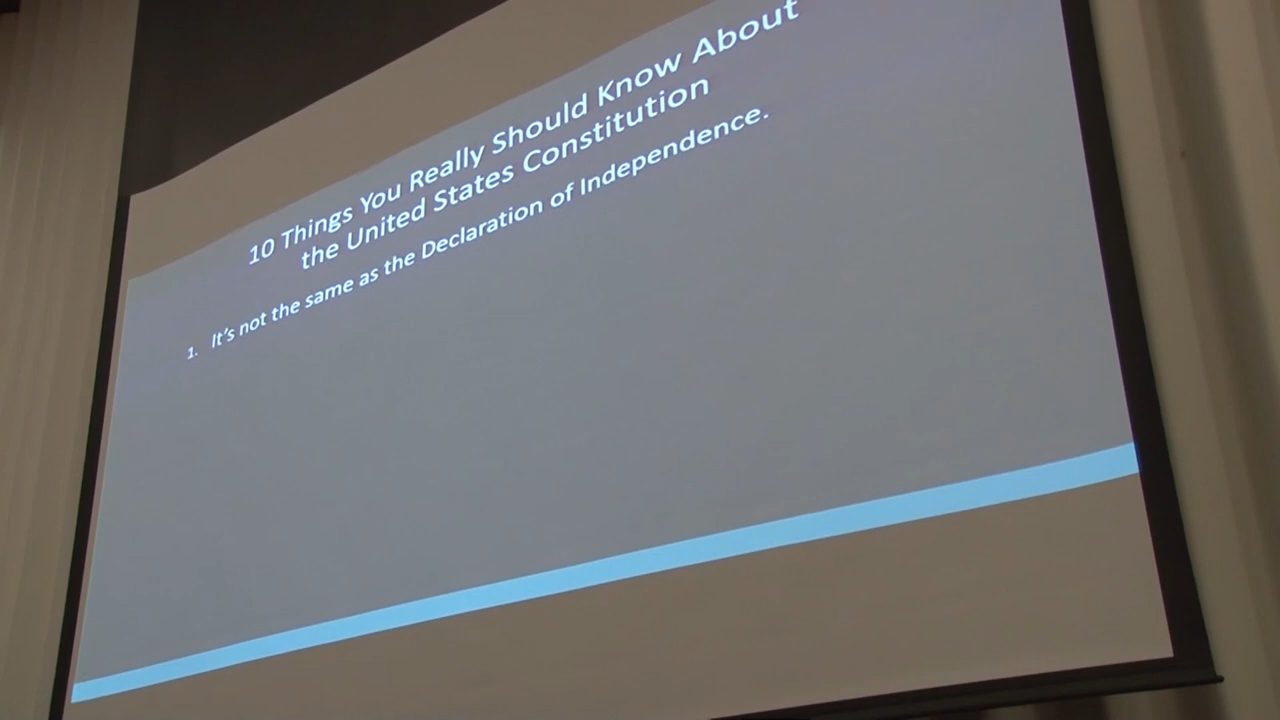 10 Things You Really Should Know About
the United States Constitution
1. It's not the same as the Declaration of Independence.